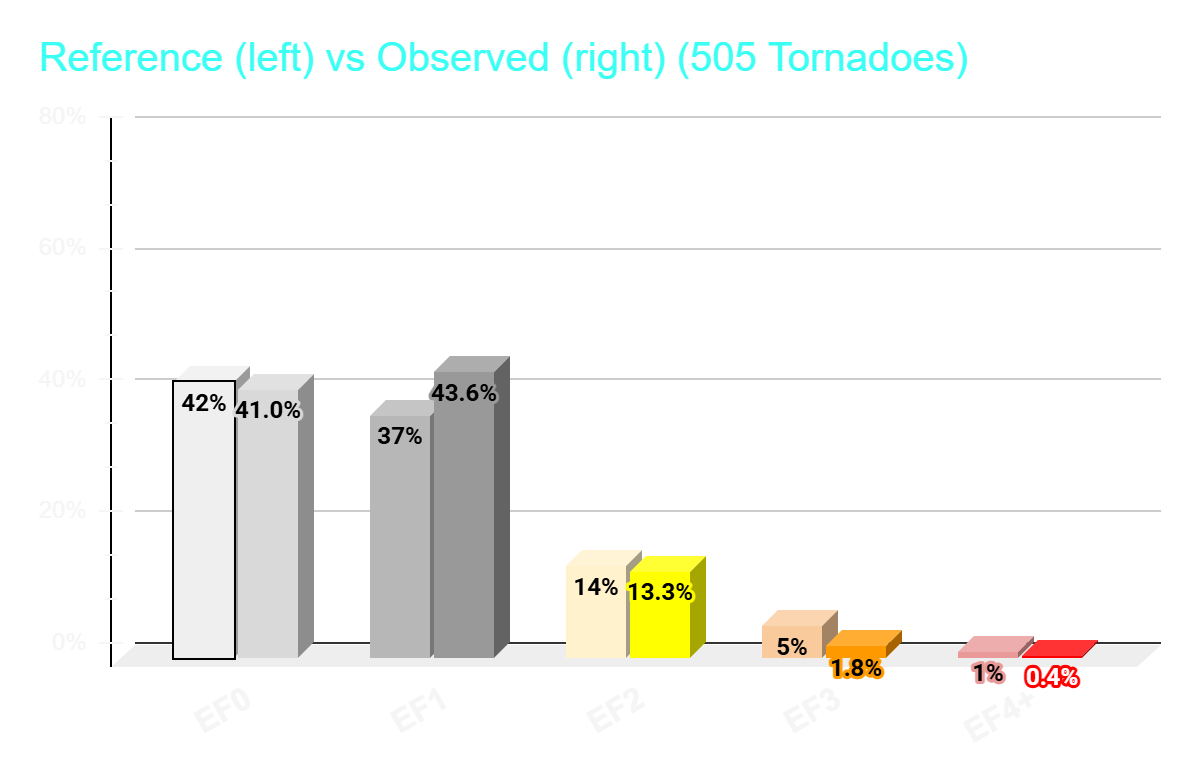 Reference (left) vs Observed (right) (505 Tornadoes)
80%
60%
40%
20%
0%
42%
41.0%
37%
43.6%
14%
13.3%
5%
1.8%
1%
0.4%
EF0
EF1
EF2
EF3
EF4+